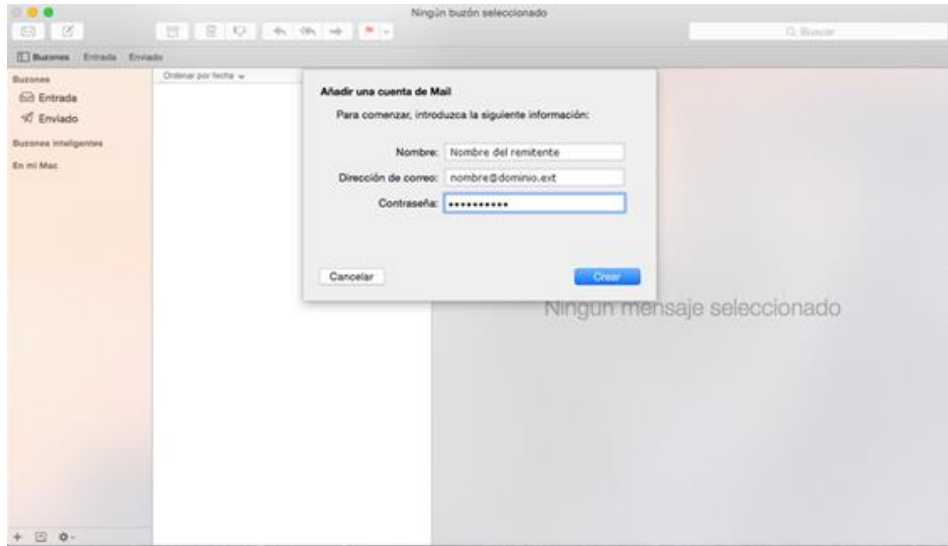 Ningún buzón seleccionado
Buscar
Buzones Entrada Enviado
Buzones
Entrada
Enviado
Buzones inteligentes
En mi Mac
Ordenar por fecha
Añadir una cuenta de Mail
Para comenzar, introduzca la siguiente información:
Nombre: Nombre del remitente
Dirección de correo: nombre@dominio.ext
Contraseña: ••••••••••
Cancelar Crear
Ningún mensaje seleccionado